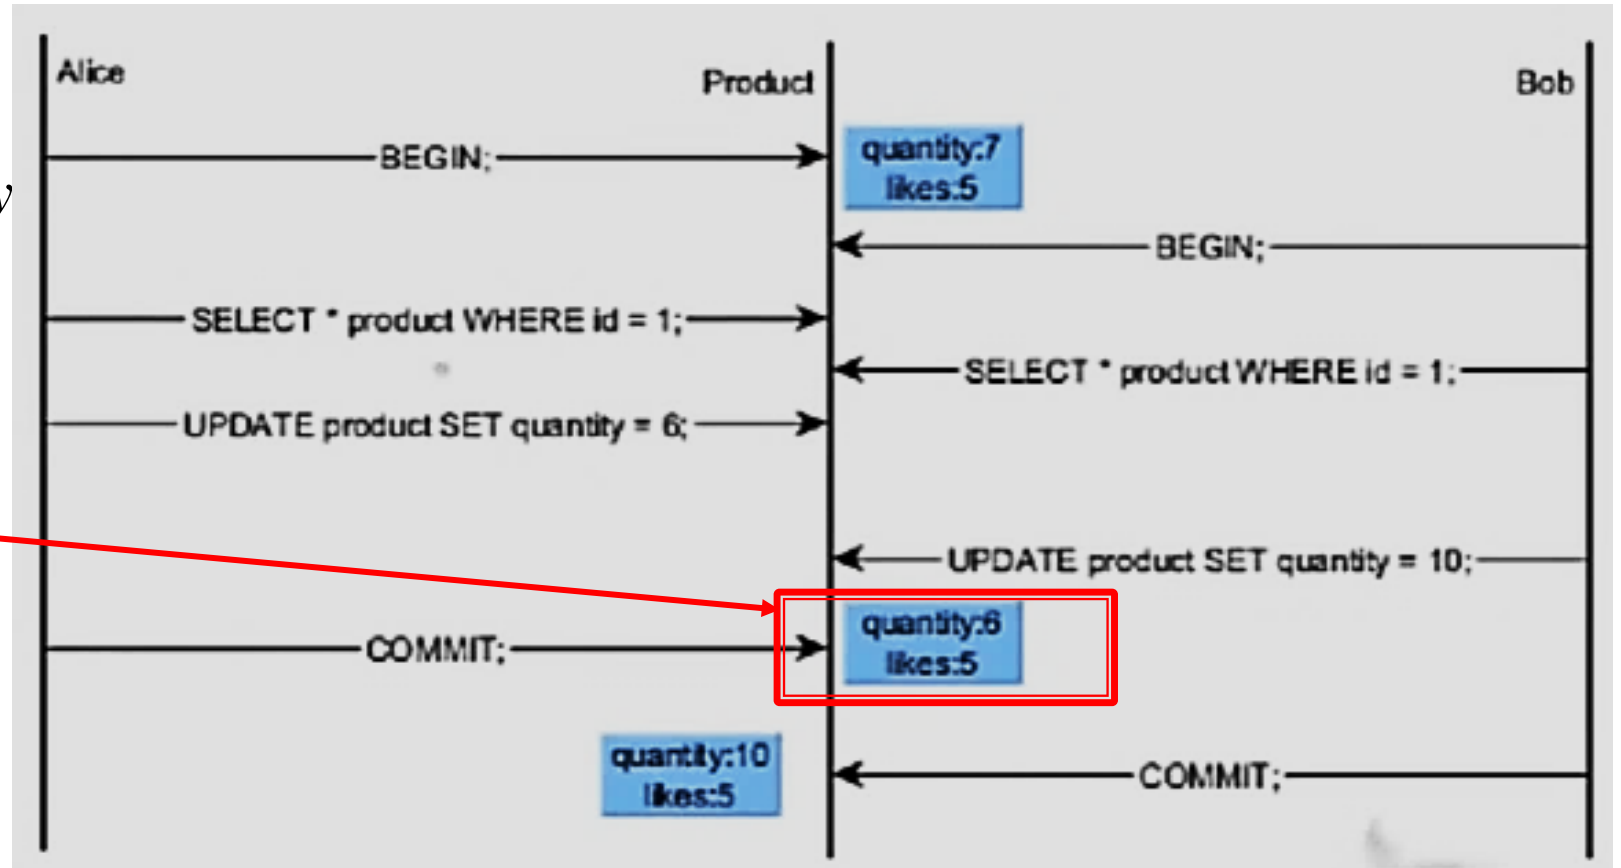 Alice
Product
Bob
BEGIN;
quantity:7
likes:5
y
BEGIN;
SELECT * product WHERE id = 1;
SELECT * product WHERE id = 1;
UPDATE product SET quantity = 6;
UPDATE product SET quantity = 10;
quantity:6
likes:5
COMMIT;
quantity:10
likes:5
COMMIT;